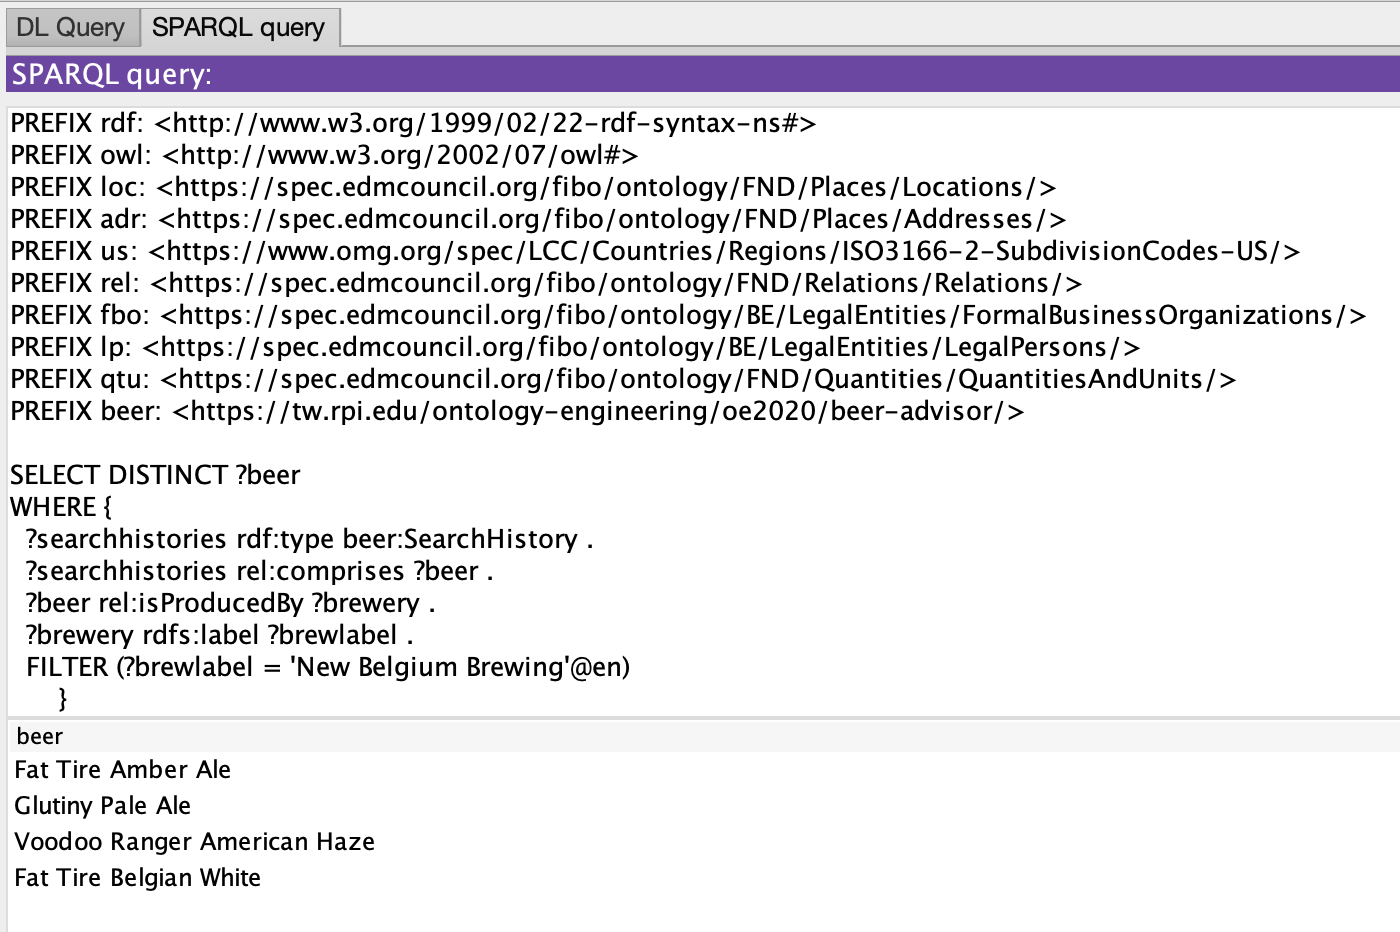 DL Query
SPARQL query
SPARQL query:
PREFIX rdf: <http://www.w3.org/1999/02/22-rdf-syntax-ns#>
PREFIX owl: <http://www.w3.org/2002/07/owl#>
PREFIX loc: <https://spec.edmcouncil.org/fibo/ontology/FND/Places/Locations/>
PREFIX adr: <https://spec.edmcouncil.org/fibo/ontology/FND/Places/Addresses/>
PREFIX us: <https://www.omg.org/spec/LCC/Countries/Regions/ISO3166-2-SubdivisionCodes-US/>
PREFIX rel: <https://spec.edmcouncil.org/fibo/ontology/FND/Relations/Relations/>
PREFIX fbo: <https://spec.edmcouncil.org/fibo/ontology/BE/LegalEntities/FormalBusinessOrganizations/>
PREFIX lp: <https://spec.edmcouncil.org/fibo/ontology/BE/LegalEntities/LegalPersons/>
PREFIX qtu: <https://spec.edmcouncil.org/fibo/ontology/FND/Quantities/QuantitiesAndUnits/>
PREFIX beer: <https://tw.rpi.edu/ontology-engineering/oe2020/beer-advisor/>
SELECT DISTINCT ?beer
WHERE {
?searchhistories rdf:type beer:SearchHistory .
?searchhistories rel:comprises ?beer .
?beer rel:isProducedBy ?brewery .
?brewery rdfs:label ?brewlabel .
FILTER (?brewlabel = 'New Belgium Brewing'@en)
}
beer
Fat Tire Amber Ale
Glutiny Pale Ale
Voodoo Ranger American Haze
Fat Tire Belgian White